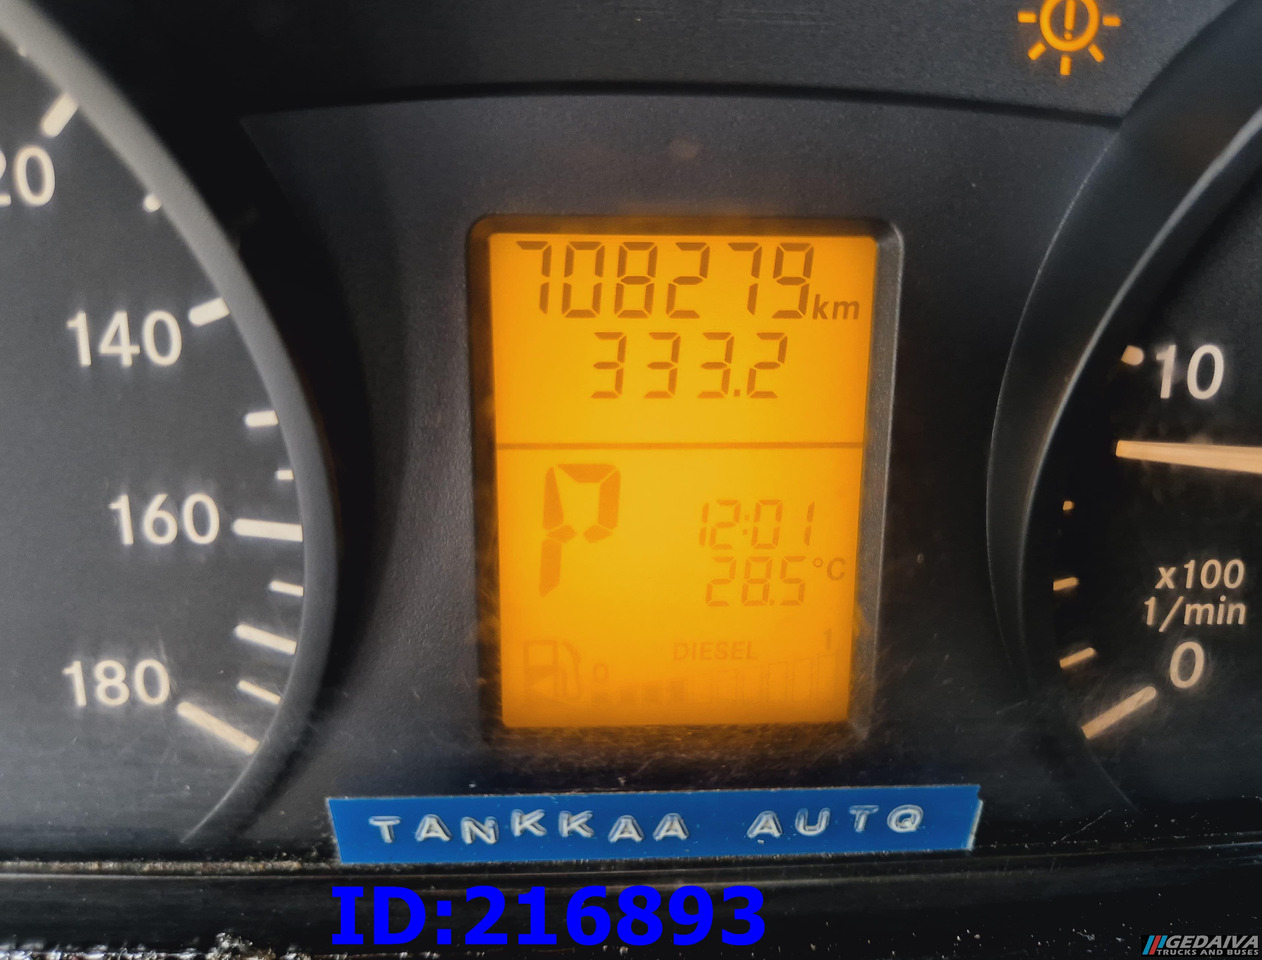 20
140
160
180
708279km
333.2
P
12:01
28.5°C
DIESEL
0
1
10
x100
1/min
0
TANKKAA AUTO
ID:216893
GEDAIVA
TRUCKS AND BUSES